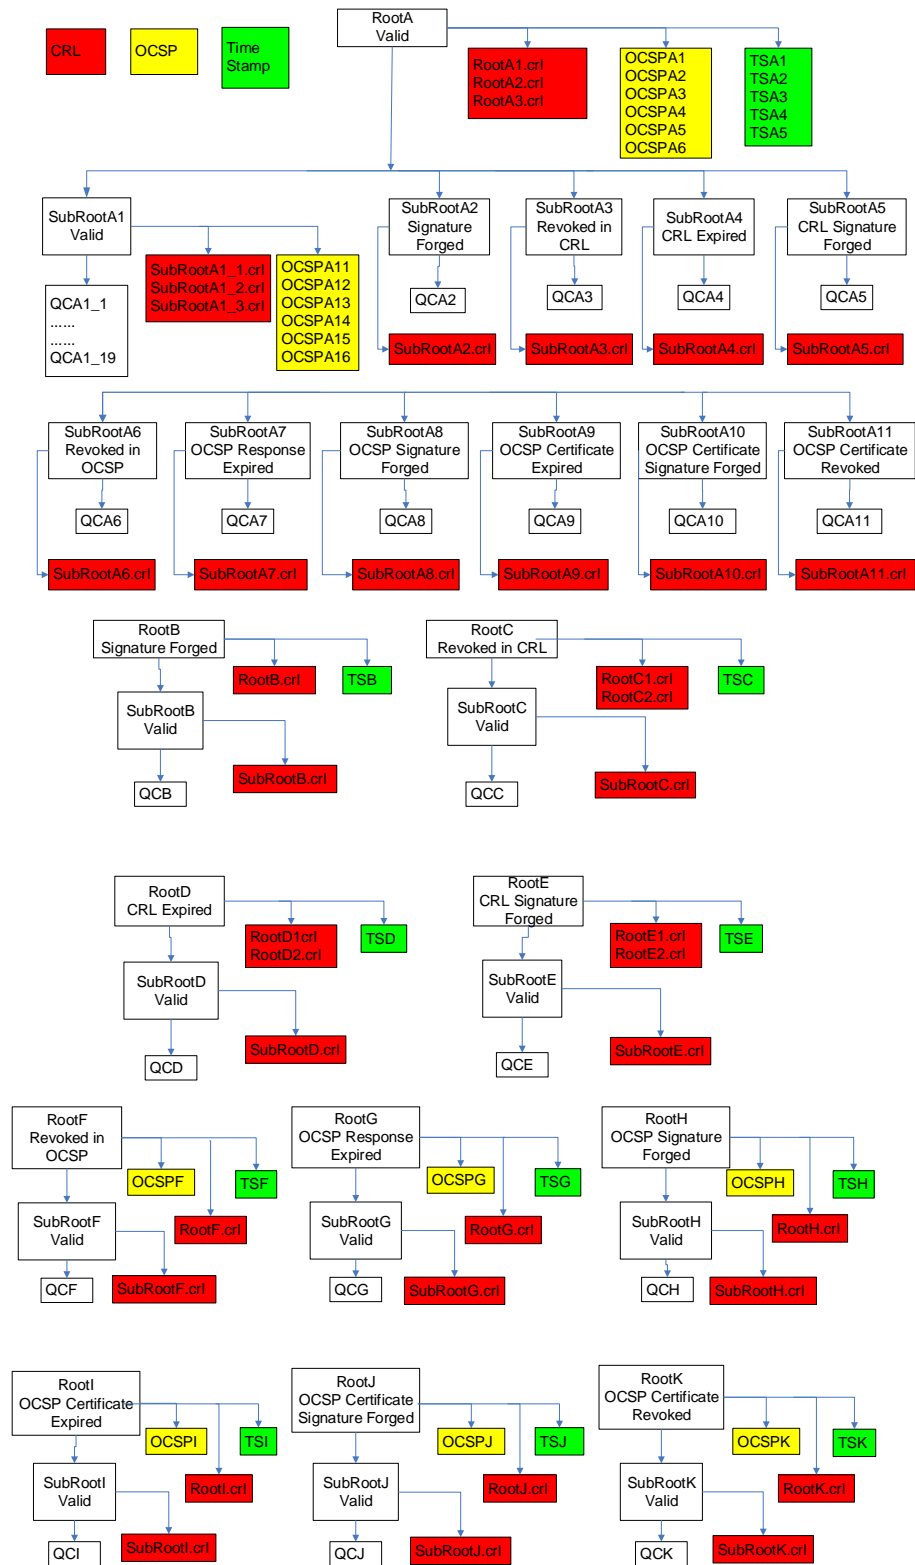 CRL
OCSP
Time
Stamp
RootA
Valid
RootA1.crl
RootA2.crl
RootA3.crl
OCSPA1
OCSPA2
OCSPA3
OCSPA4
OCSPA5
OCSPA6
TSA1
TSA2
TSA3
TSA4
TSA5
SubRootA1
Valid
SubRootA2
Signature
Forged
SubRootA3
Revoked in
CRL
SubRootA4
CRL Expired
SubRootA5
CRL Signature
Forged
QCA1_1
......
......
QCA1_19
SubRootA1_1.crl
SubRootA1_2.crl
SubRootA1_3.crl
OCSPA11
OCSPA12
OCSPA13
OCSPA14
OCSPA15
OCSPA16
QCA2
QCA3
QCA4
QCA5
SubRootA2.crl
SubRootA3.crl
SubRootA4.crl
SubRootA5.crl
SubRootA6
Revoked in
OCSP
SubRootA7
OCSP Response
Expired
SubRootA8
OCSP Signature
Forged
SubRootA9
OCSP Certificate
Expired
SubRootA10
OCSP Certificate
Signature Forged
SubRootA11
OCSP Certificate
Revoked
QCA6
QCA7
QCA8
QCA9
QCA10
QCA11
SubRootA6.crl
SubRootA7.crl
SubRootA8.crl
SubRootA9.crl
SubRootA10.crl
SubRootA11.crl
RootB
Signature Forged
RootB.crl
TSB
SubRootB
Valid
SubRootB.crl
QCB
RootC
Revoked in CRL
RootC1.crl
RootC2.crl
TSC
SubRootC
Valid
SubRootC.crl
QCC
RootD
CRL Expired
RootD1crl
RootD2.crl
TSD
SubRootD
Valid
SubRootD.crl
QCD
RootE
CRL Signature
Forged
RootE1.crl
RootE2.crl
TSE
SubRootE
Valid
SubRootE.crl
QCE
RootF
Revoked in
OCSP
OCSPF
TSF
SubRootF
Valid
RootF.crl
QCF
SubRootF.crl
RootG
OCSP Response
Expired
OCSPG
TSG
SubRootG
Valid
RootG.crl
QCG
SubRootG.crl
RootH
OCSP Signature
Forged
OCSPH
TSH
SubRootH
Valid
RootH.crl
QCH
SubRootH.crl
RootI
OCSP Certificate
Expired
OCSPI
TSI
SubRootI
Valid
RootI.crl
QCI
SubRootI.crl
RootJ
OCSP Certificate
Signature Forged
OCSPJ
TSJ
SubRootJ
Valid
RootJ.crl
QCJ
SubRootJ.crl
RootK
OCSP Certificate
Revoked
OCSPK
TSK
SubRootK
Valid
RootK.crl
QCK
SubRootK.crl